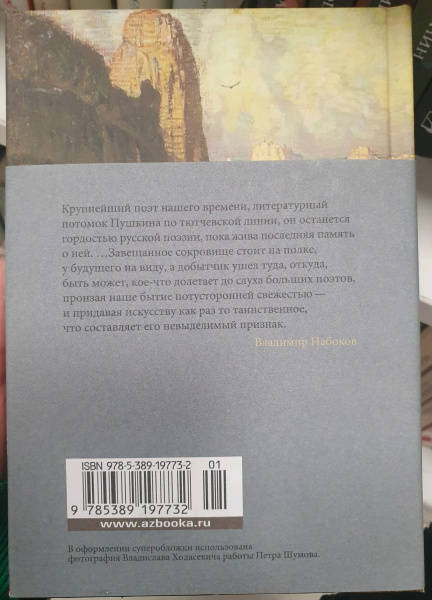 Крупнейший поэт нашего времени, литературный
потомок Пушкина по тютчевской линии, он останется
гордостью русской поэзии, пока жива последняя память
о ней. …Завещанное сокровище стоит на полке,
у будущего на виду, а добытчик ушел туда, откуда,
быть может, кое-что долетает до слуха больших поэтов,
пронзая наше бытие потусторонней свежестью —
и придавая искусству как раз то таинственное,
что составляет его невыделимый признак.
Владимир Набоков
ISBN 978-5-389-19773-2 01
9 785389 197732
www.azbooka.ru
В оформлении суперобложки использована
фотография Владислава Ходасевича работы Петра Шумова.